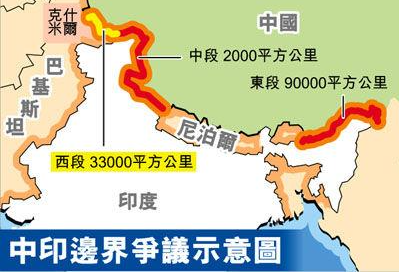 克什
米爾
中國
中段 2000平方公里
東段 90000平方公里
巴基斯坦
尼泊爾
西段 33000平方公里
印度
中印邊界爭議示意圖